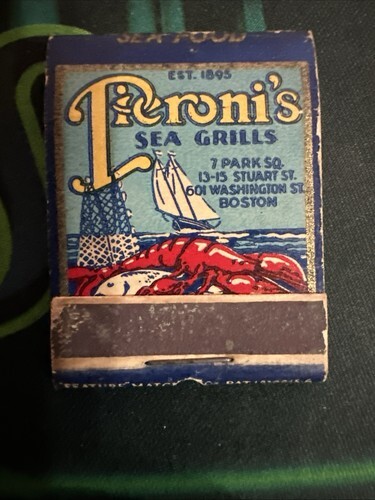 SEA FOOD
EST. 1895
Pieroni's
SEA GRILLS
7 PARK SQ.
13-15 STUART ST.
601 WASHINGTON ST.
BOSTON